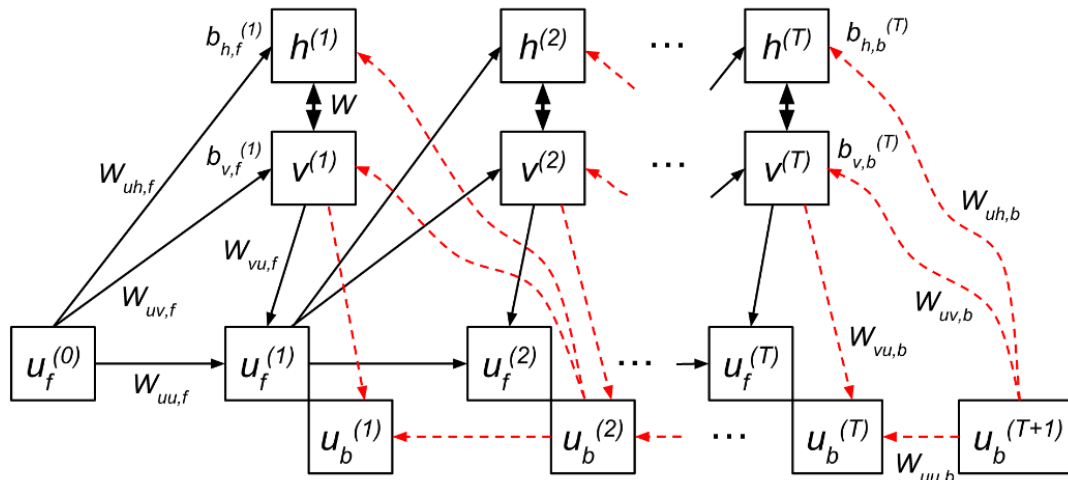 b_{h,f}^{(1)} h^{(1)} h^{(2)} ... h^{(T)} b_{h,b}^{(T)}
W
b_{v,f}^{(1)} v^{(1)} v^{(2)} ... v^{(T)} b_{v,b}^{(T)}
W_{uh,f} W_{uh,b}
W_{vu,f}
W_{uv,f} W_{uv,b}
W_{vu,b}
u_f^{(0)} u_f^{(1)} u_f^{(2)} ... u_f^{(T)}
W_{uu,f}
u_b^{(1)} u_b^{(2)} ... u_b^{(T)} u_b^{(T+1)}
W_{uu,b}